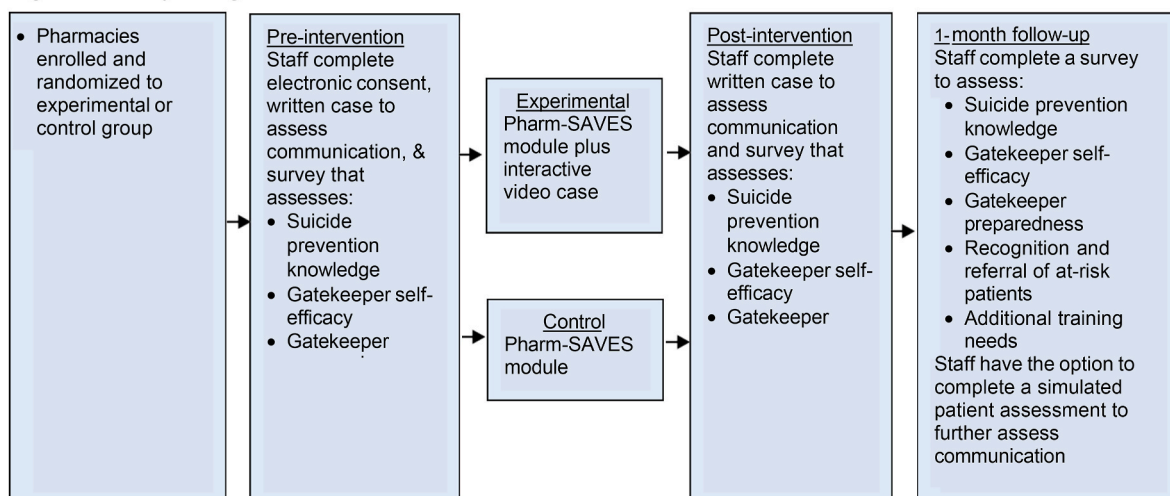 • Pharmacies
enrolled and
randomized to
experimental or
control group
Pre-intervention
Staff complete
electronic consent,
written case to
assess
communication, &
survey that
assesses:
• Suicide
prevention
knowledge
• Gatekeeper self-
efficacy
• Gatekeeper
Experimental
Pharm-SAVES
module plus
interactive
video case
Control
Pharm-SAVES
module
Post-intervention
Staff complete
written case to
assess
communication
and survey that
assesses:
• Suicide
prevention
knowledge
• Gatekeeper self-
efficacy
• Gatekeeper
1-month follow-up
Staff complete a survey
to assess:
• Suicide prevention
knowledge
• Gatekeeper self-
efficacy
• Gatekeeper
preparedness
• Recognition and
referral of at-risk
patients
• Additional training
needs
Staff have the option to
complete a simulated
patient assessment to
further assess
communication